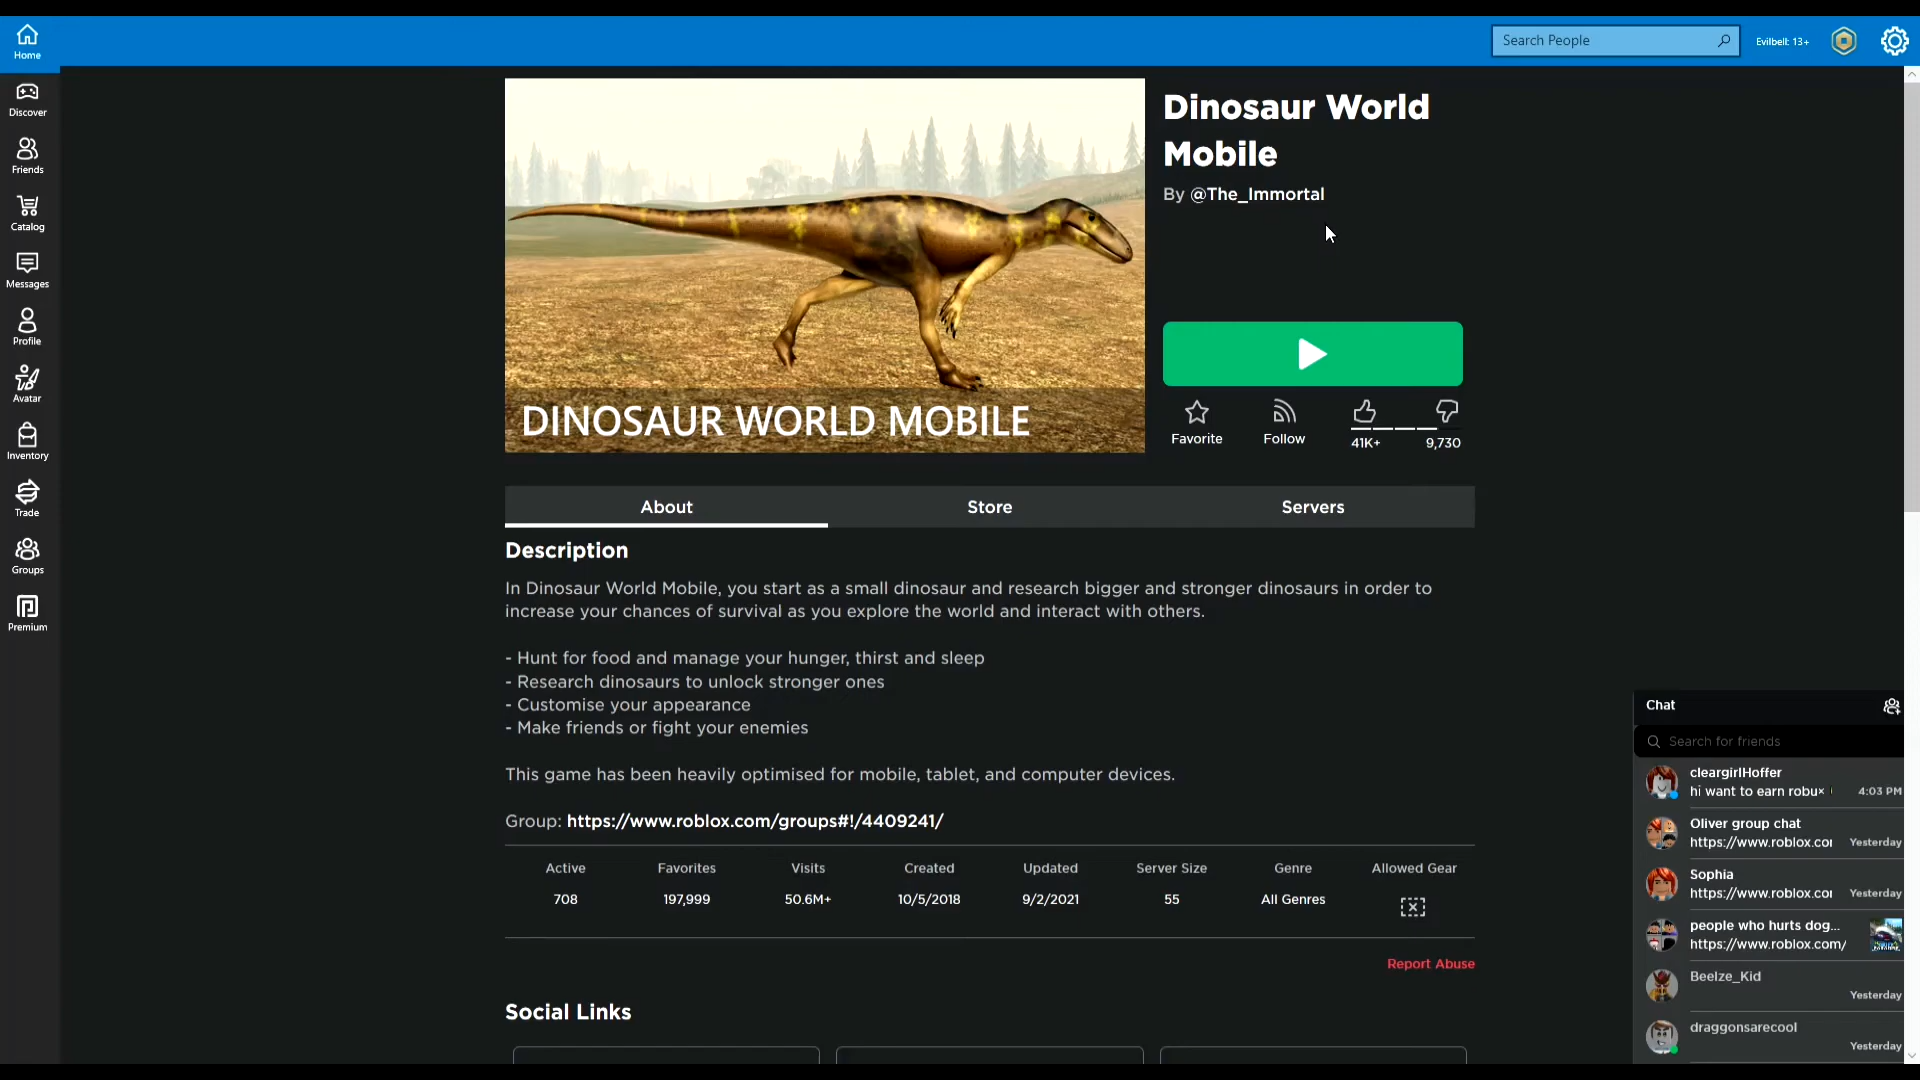 Home
Search People
Evilbell: 13+
Discover
Friends
Catalog
Messages
Profile
Avatar
Inventory
Trade
Groups
Premium
DINOSAUR WORLD MOBILE
Dinosaur World
Mobile
By @The_Immortal
Favorite
Follow
41K+
9,730
About
Store
Servers
Description
In Dinosaur World Mobile, you start as a small dinosaur and research bigger and stronger dinosaurs in order to
increase your chances of survival as you explore the world and interact with others.
- Hunt for food and manage your hunger, thirst and sleep
- Research dinosaurs to unlock stronger ones
- Customise your appearance
- Make friends or fight your enemies
This game has been heavily optimised for mobile, tablet, and computer devices.
Group: https://www.roblox.com/groups#!/4409241/
Active Favorites Visits Created Updated Server Size Genre Allowed Gear
708 197,999 50.6M+ 10/5/2018 9/2/2021 55 All Genres
Report Abuse
Social Links
Chat
Search for friends
cleargirlHoffer
hi want to earn robu× 4:03 PM
Oliver group chat
https://www.roblox.coı Yesterday
Sophia
https://www.roblox.coı Yesterday
people who hurts dog...
https://www.roblox.com/
Beelze_Kid
Yesterday
draggonsarecool
Yesterday